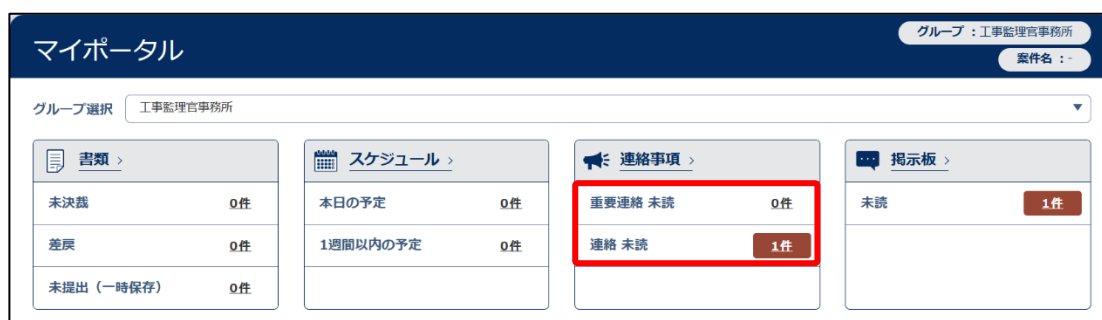 マイポータル
グループ ：工事監理官事務所
案件名 ：-
グループ選択 工事監理官事務所
書類 >
未決裁 0件
差戻 0件
未提出（一時保存） 0件
スケジュール >
本日の予定 0件
1週間以内の予定 0件
連絡事項 >
重要連絡 未読 0件
連絡 未読 1件
掲示板 >
未読 1件